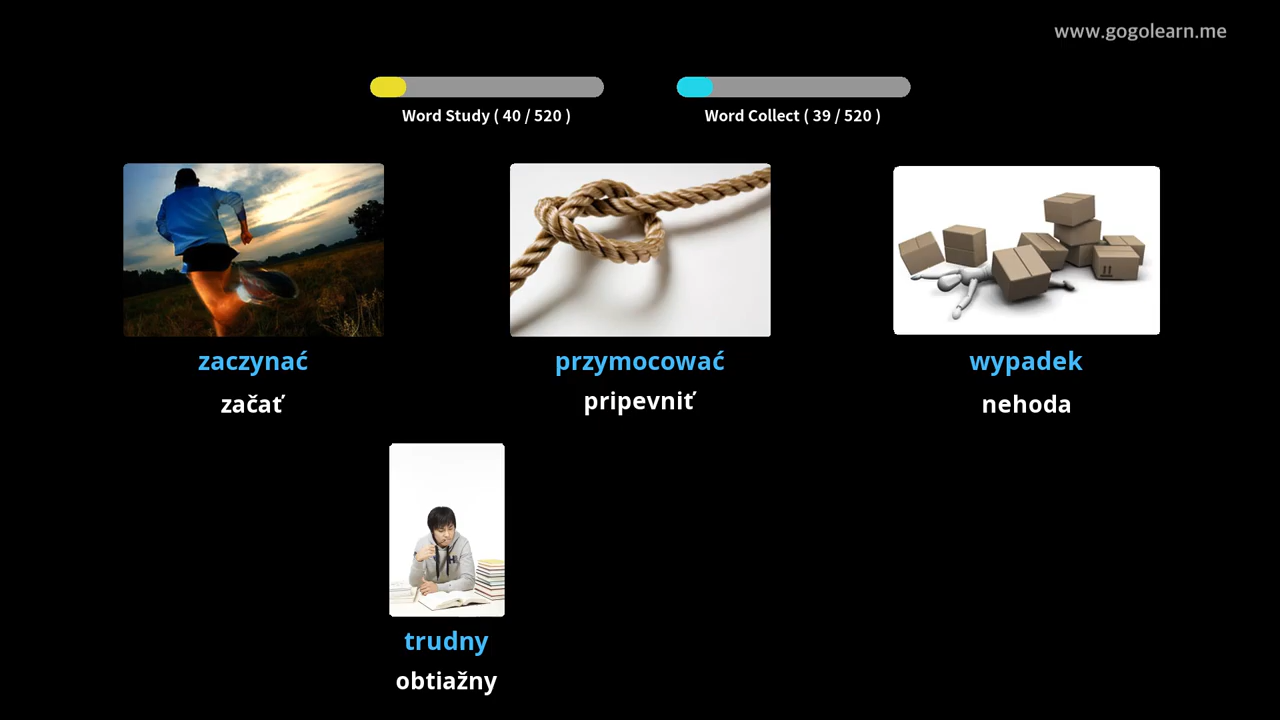 www.gogolearn.me
Word Study ( 40 / 520 )
Word Collect ( 39 / 520 )
zaczynać
začať
przymocować
pripevniť
wypadek
nehoda
trudny
obtiažny